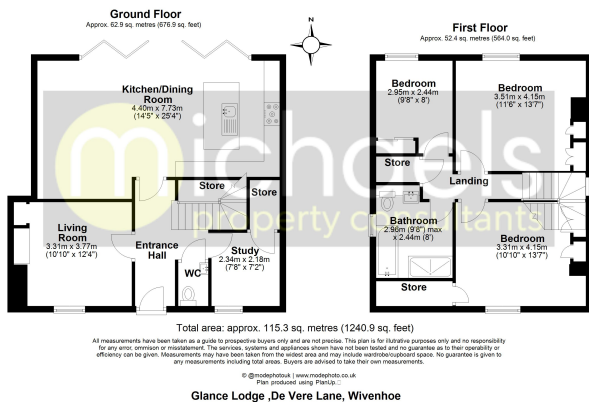 Ground Floor
Approx. 62.9 sq. metres (676.9 sq. feet)
N
First Floor
Approx. 52.4 sq. metres (564.0 sq. feet)
Kitchen/Dining
Room
4.40m x 7.73m
(14'5" x 25'4")
Store
Store
Living
Room
3.31m x 3.77m
(10'10" x 12'4")
Entrance
Hall
WC
Study
2.34m x 2.18m
(7'8" x 7'2")
Bedroom
2.95m x 2.44m
(9'8" x 8')
Bedroom
3.51m x 4.15m
(11'6" x 13'7")
Store
Landing
Bathroom
2.96m (9'8") max
x 2.44m (8')
Bedroom
3.31m x 4.15m
(10'10" x 13'7")
Store
michaels
property consultants
Total area: approx. 115.3 sq. metres (1240.9 sq. feet)
All measurements have been taken as a guide to prospective buyers only and are not precise. This plan is for illustrative purposes only and no responsibility
for any error, ommison or misstatement. The services, systems and appliances shown have not been tested and no guarantee as to their operability or
efficiency can be given. Measurements may have been taken from the widest area and may include wardrobe/cupboard space. No guarantee is given to
any measurements including total areas. Buyers are advised to take their own measurements.
© @modephotouk | www.modephoto.co.uk
Plan produced using PlanUp.
Glance Lodge ,De Vere Lane, Wivenhoe